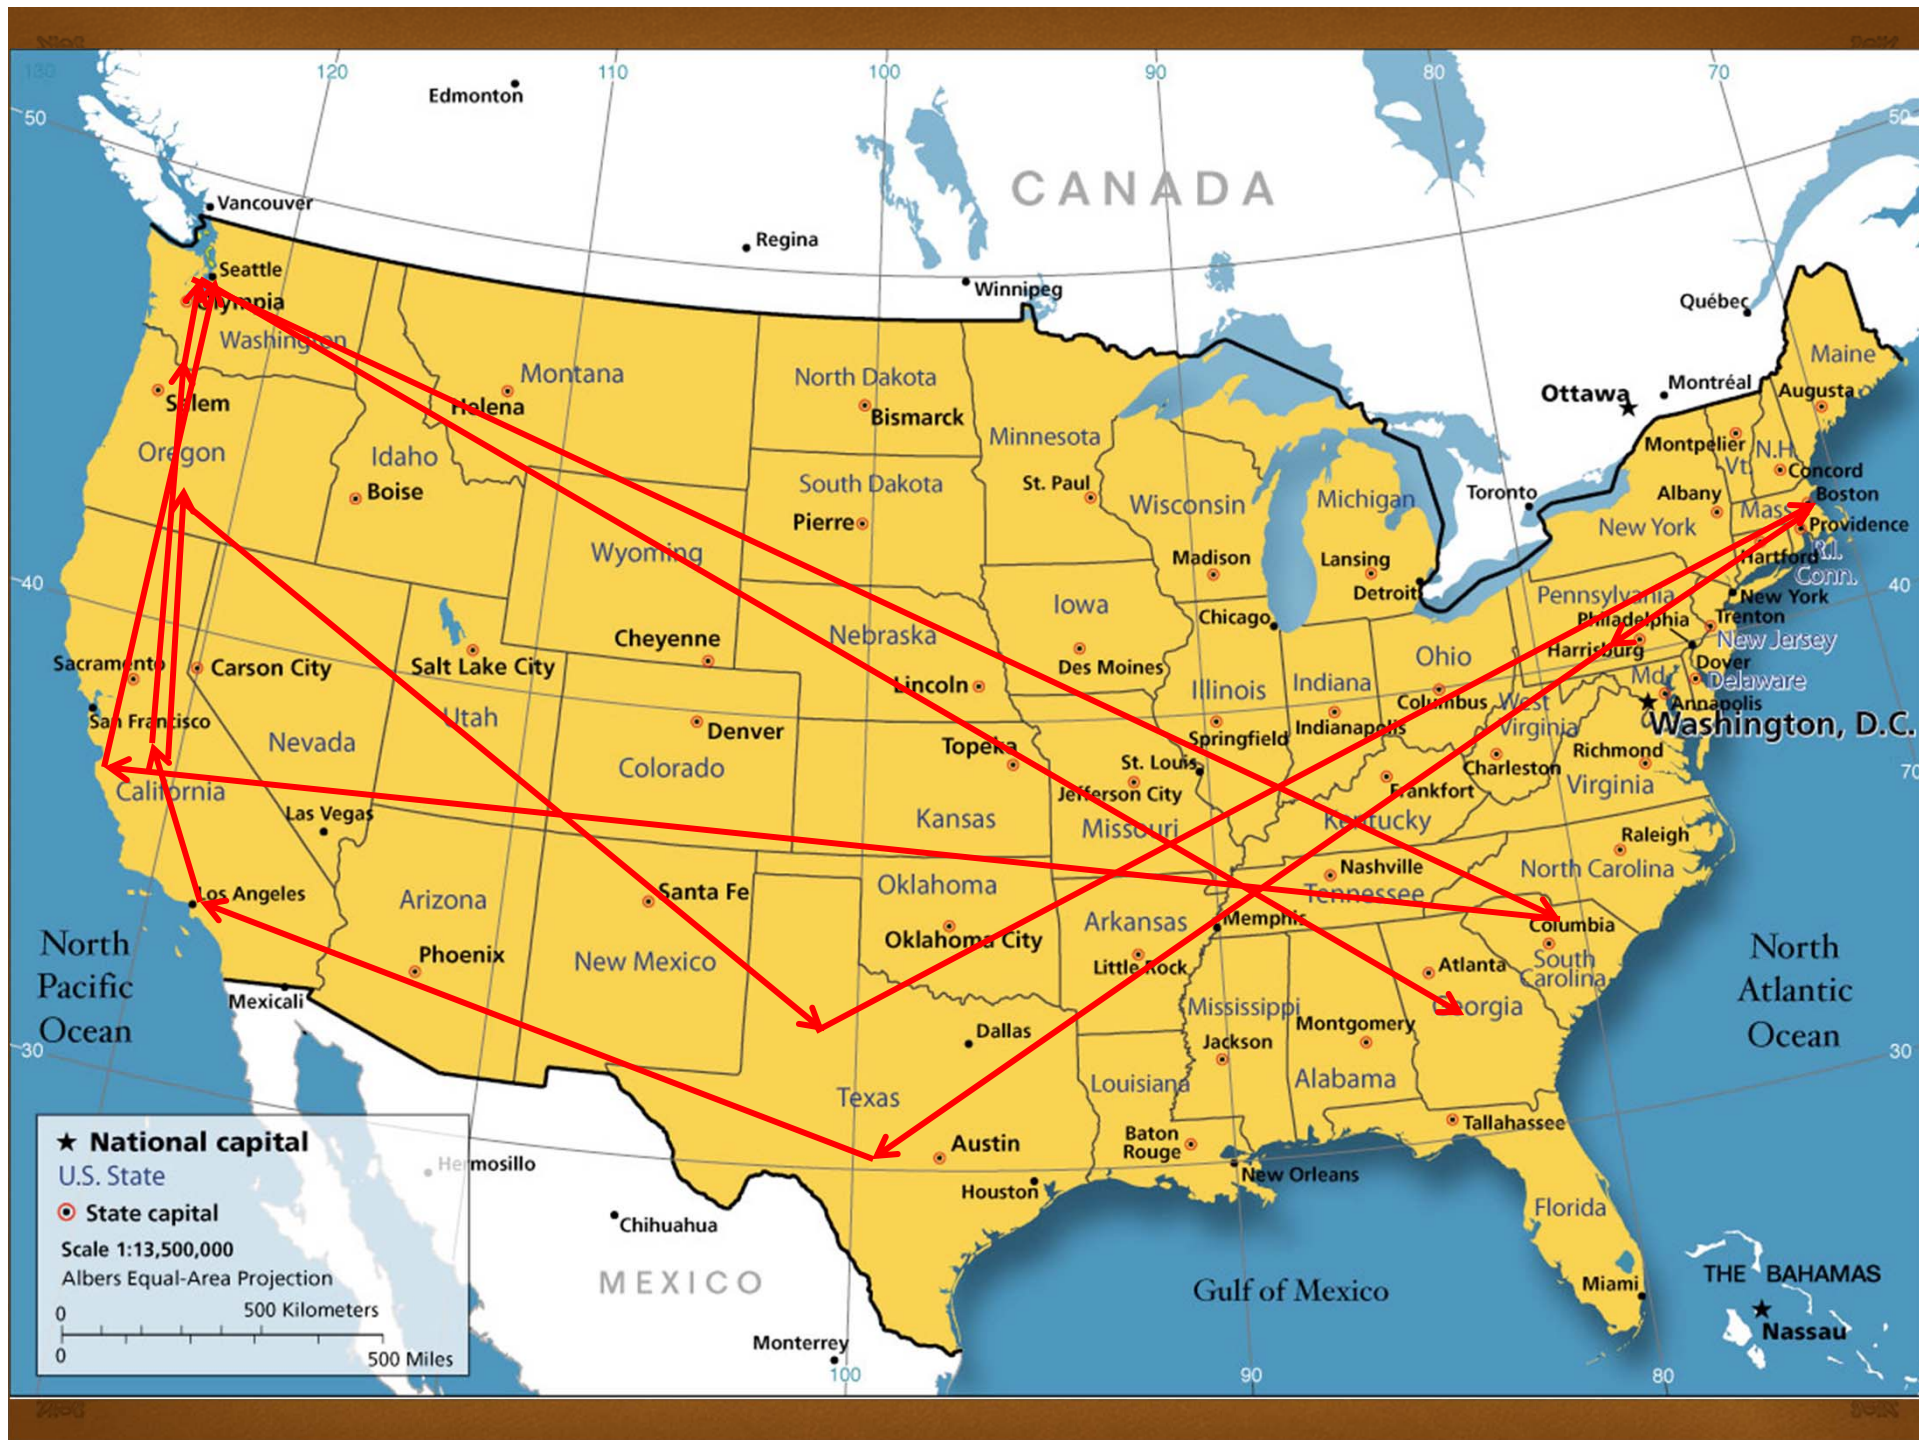 130
120
110
100
90
80
70
50
50
Edmonton
CANADA
Vancouver
Regina
Winnipeg
Québec
Seattle
Olympia
Washington
Montana
Helena
North Dakota
Bismarck
Minnesota
Ottawa
Montréal
Maine
Augusta
Salem
Oregon
Idaho
Boise
South Dakota
Pierre
St. Paul
Wisconsin
Michigan
Toronto
Montpelier
Vt.
N.H.
Concord
Albany
Boston
New York
Mass.
Providence
Wyoming
Madison
Lansing
Detroit
Hartford
R.I.
Conn.
40
40
Iowa
Chicago
Pennsylvania
New York
Philadelphia
Trenton
New Jersey
Harrisburg
Nebraska
Cheyenne
Sacramento
Carson City
Salt Lake City
Des Moines
Lincoln
Illinois
Indiana
Ohio
Columbus
West
Virginia
Md.
Dover
Delaware
Annapolis
Washington, D.C.
San Francisco
Nevada
Utah
Denver
Colorado
Topeka
Springfield
Indianapolis
St. Louis
Jefferson City
Missouri
Kansas
Charleston
Frankfort
Kentucky
Richmond
Virginia
70
California
Las Vegas
Raleigh
North Carolina
Nashville
Tennessee
Los Angeles
Arizona
Santa Fe
Oklahoma
Oklahoma City
Arkansas
Memphis
Little Rock
Columbia
South
Carolina
Atlanta
Georgia
Phoenix
New Mexico
North
Pacific
Ocean
North
Atlantic
Ocean
Mexicali
Dallas
Mississippi
Jackson
Montgomery
Alabama
30
30
Texas
Louisiana
Austin
Baton
Rouge
Tallahassee
New Orleans
Houston
Florida
Miami
Hermosillo
Chihuahua
MEXICO
Monterrey
Gulf of Mexico
THE BAHAMAS
Nassau
National capital
U.S. State
State capital
Scale 1:13,500,000
Albers Equal-Area Projection
0 500 Kilometers
0 500 Miles
100
90
80